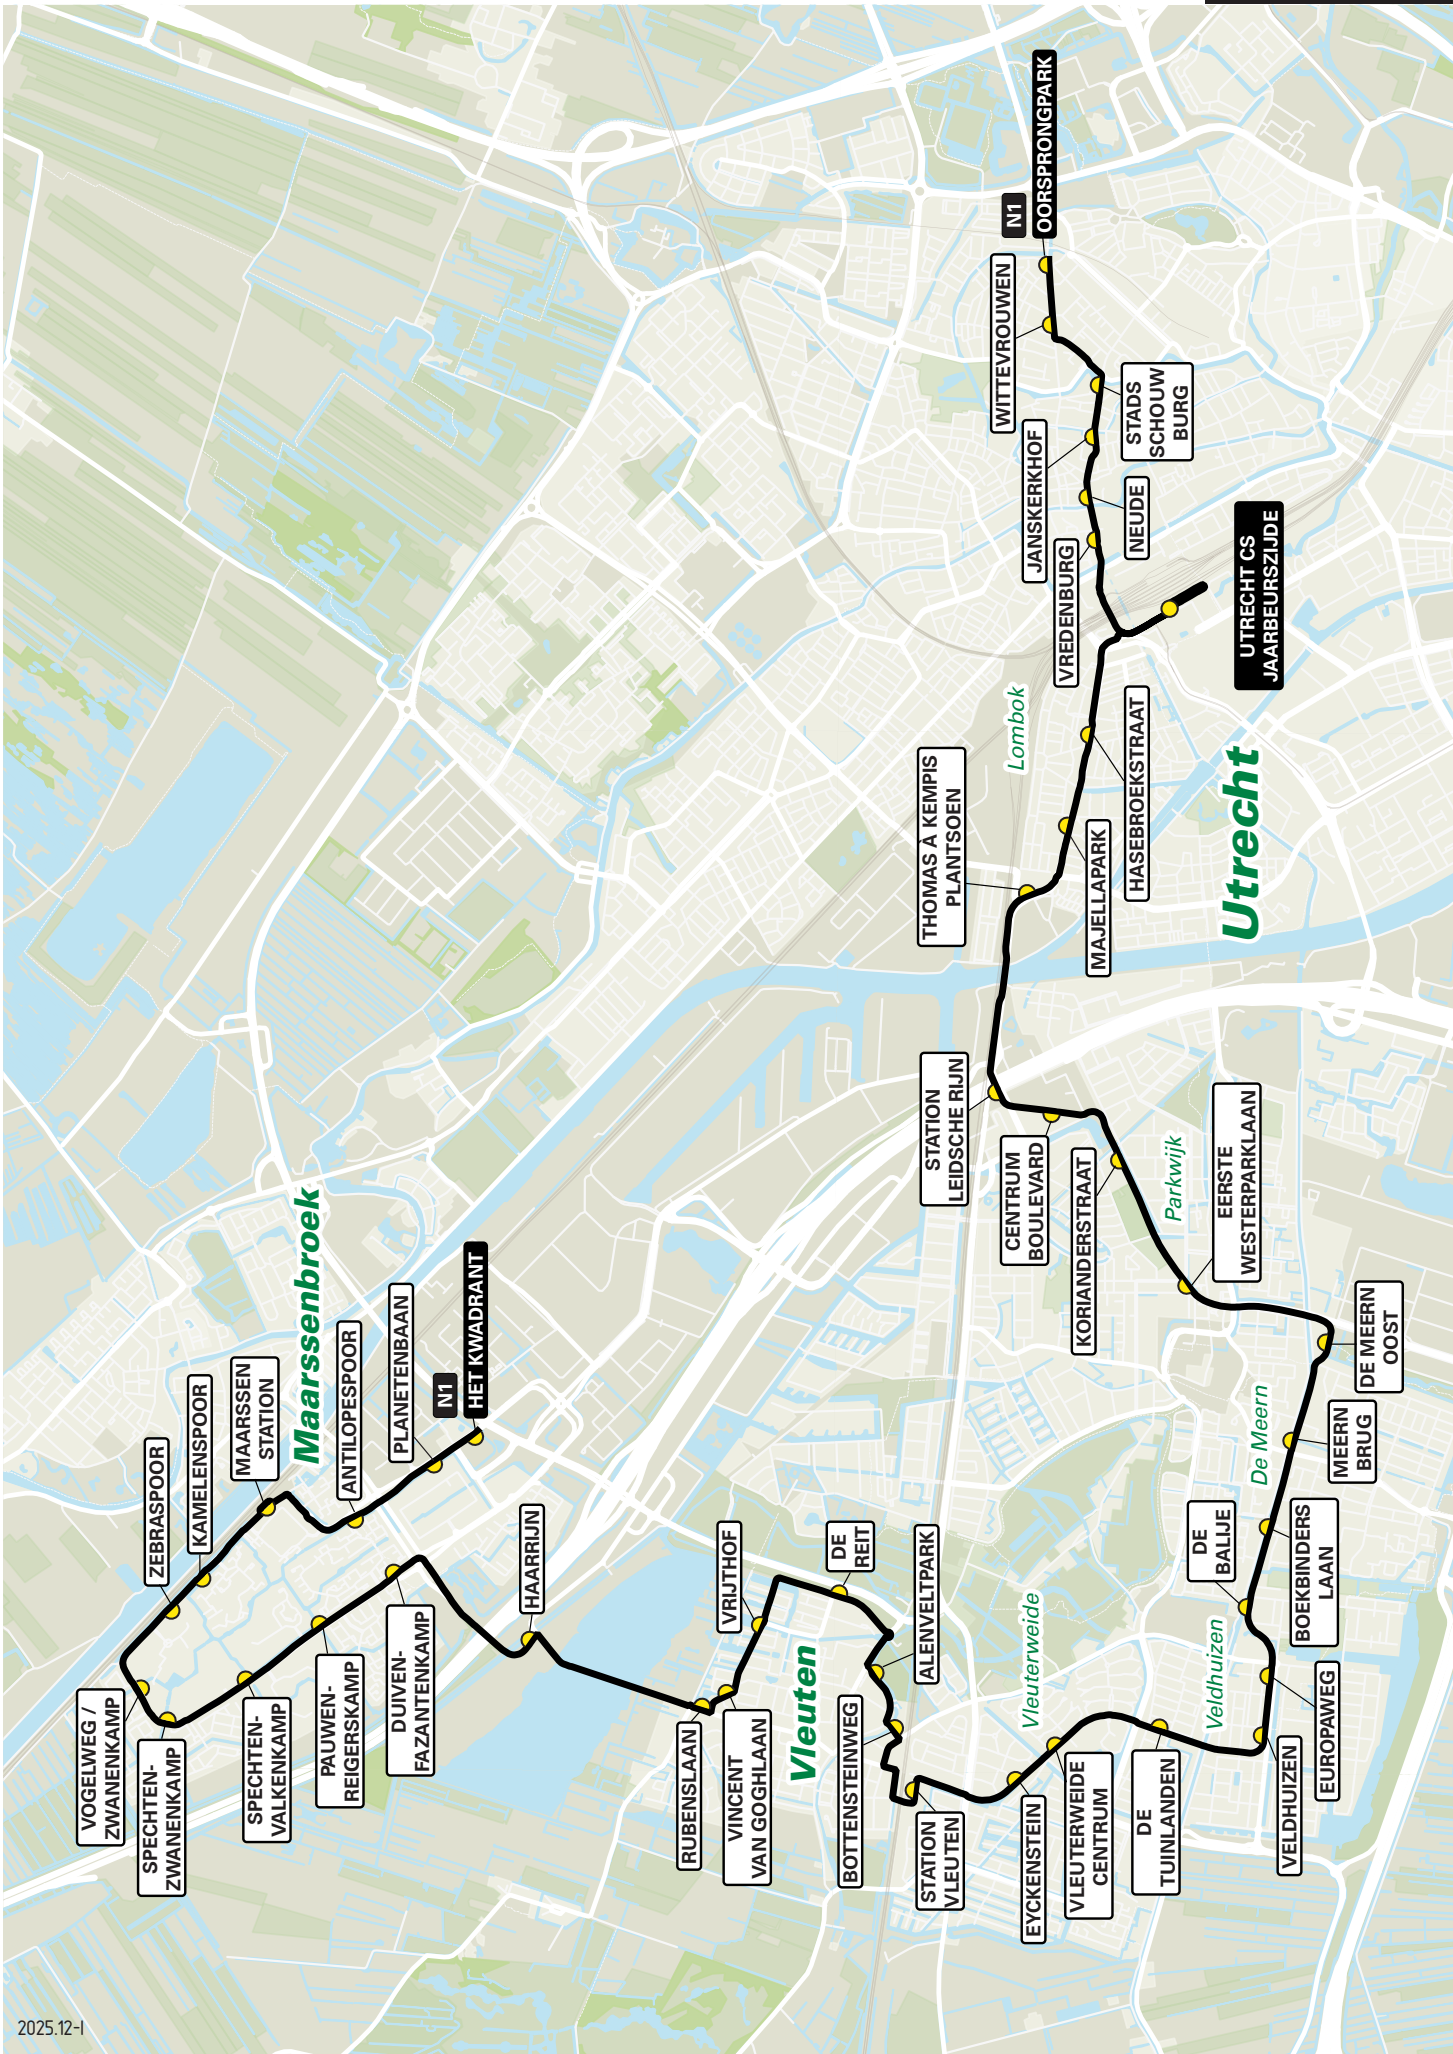 N1
OORSPRONGPARK
WITTEVROUWEN
STADS
SCHOUW
BURG
JANSKERKHOF
NEUDE
VREDENBURG
UTRECHT CS
JAARBEURSZIJDE
Lombok
HASEBROEKSTRAAT
MAJELLAPARK
THOMAS À KEMPIS
PLANTSOEN
Utrecht
STATION
LEIDSCHE RIJN
CENTRUM
BOULEVARD
KORIANDERSTRAAT
Parkwijk
EERSTE
WESTERPARKLAAN
DE MEERN
OOST
De Meern
MEERN
BRUG
BOEKBINDERS
LAAN
DE
BALIJE
EUROPAWEG
Veldhuizen
VELDHUIZEN
DE
TUINLANDEN
Vleuterweide
VLEUTERWEIDE
CENTRUM
EYCKENSTEIN
STATION
VLEUTEN
BOTTENSTEINWEG
ALENVELTPARK
Vleuten
DE
REIT
VRIJTHOF
VINCENT
VAN GOGHLAAN
RUBENSLAAN
HAARRIJN
DUIVEN-
FAZANTENKAMP
PAUWEN-
REIGERSKAMP
SPECHTEN-
VALKENKAMP
SPECHTEN-
ZWANENKAMP
VOGELWEG /
ZWANENKAMP
ZEBRASPOOR
KAMELENSPOOR
MAARSSEN
STATION
Maarssenbroek
ANTILOPESPOOR
PLANETENBAAN
N1
HET KWADRANT
2025.12-I